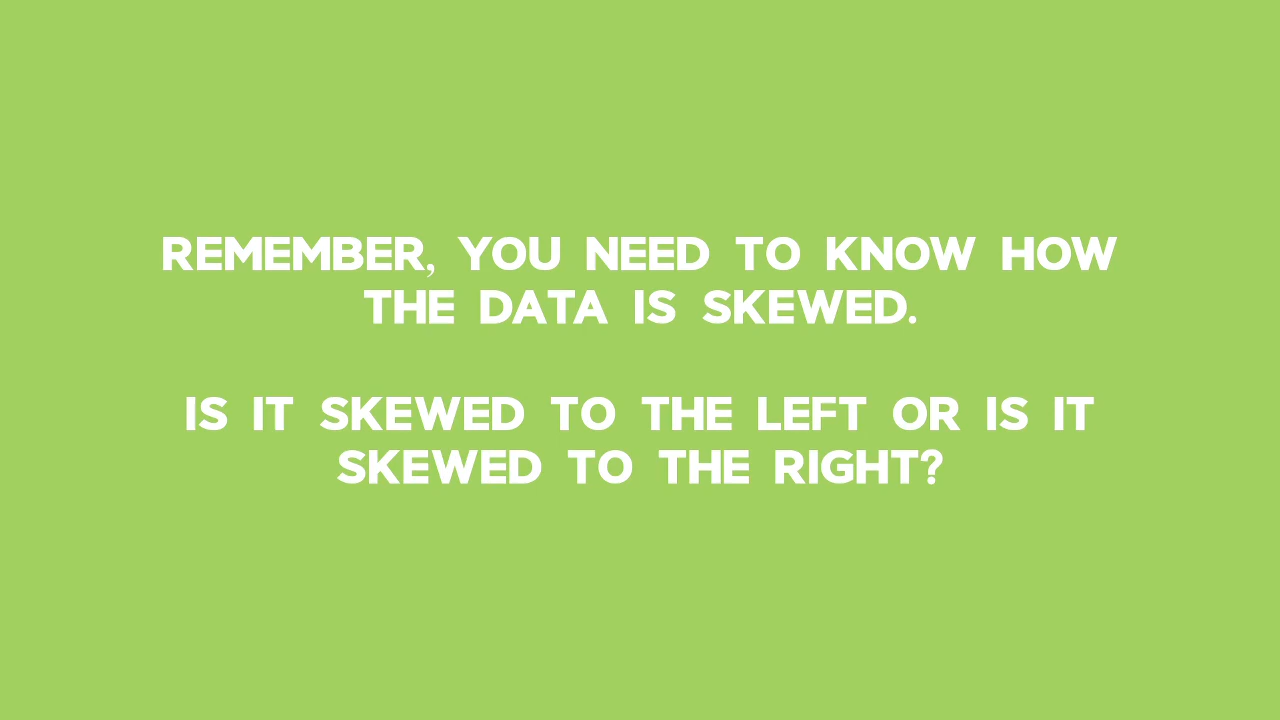 REMEMBER, YOU NEED TO KNOW HOW
THE DATA IS SKEWED.
IS IT SKEWED TO THE LEFT OR IS IT
SKEWED TO THE RIGHT?